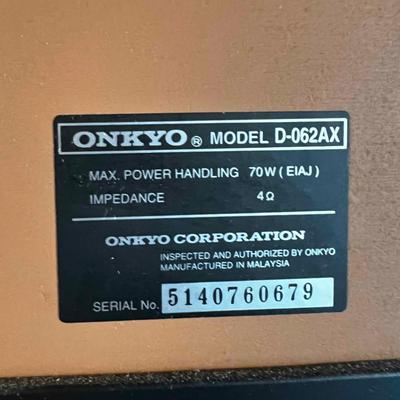 ONKYO® MODEL D-062AX
MAX. POWER HANDLING 70W (EIAJ)
IMPEDANCE 4Ω
ONKYO CORPORATION
INSPECTED AND AUTHORIZED BY ONKYO
MANUFACTURED IN MALAYSIA
SERIAL No. 5140760679